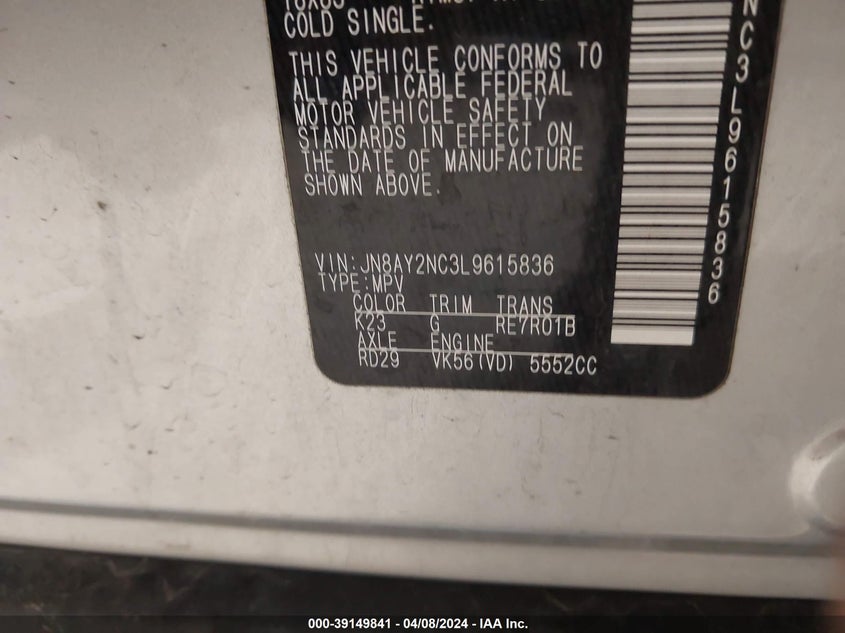 COLD SINGLE.
THIS VEHICLE CONFORMS TO
ALL APPLICABLE FEDERAL
MOTOR VEHICLE SAFETY
STANDARDS IN EFFECT ON
THE DATE OF MANUFACTURE
SHOWN ABOVE.
VIN:JN8AY2NC3L9615836
TYPE:MPV
COLOR TRIM TRANS
K23 G RE7R01B
AXLE ENGINE
RD29 VK56(VD) 5552CC
NC3L9615836
000-39149841 - 04/08/2024 - IAA Inc.